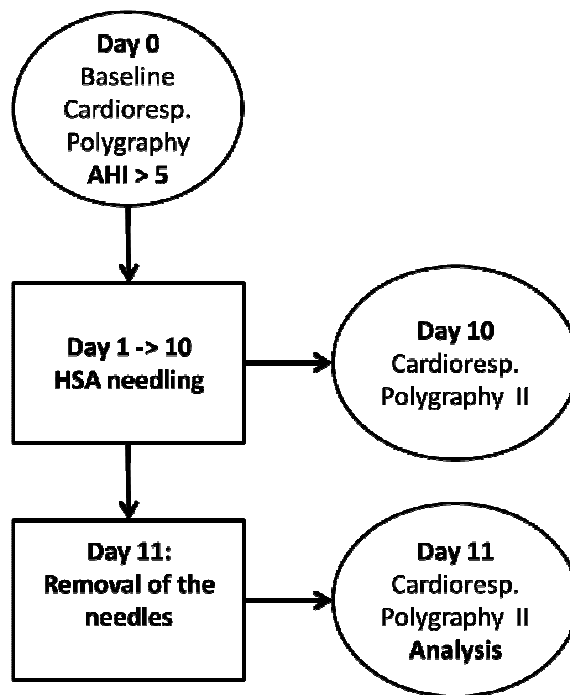 Day 0
Baseline
Cardioresp.
Polygraphy
AHI > 5
Day 1 -> 10
HSA needling
Day 10
Cardioresp.
Polygraphy II
Day 11:
Removal of the
needles
Day 11
Cardioresp.
Polygraphy II
Analysis